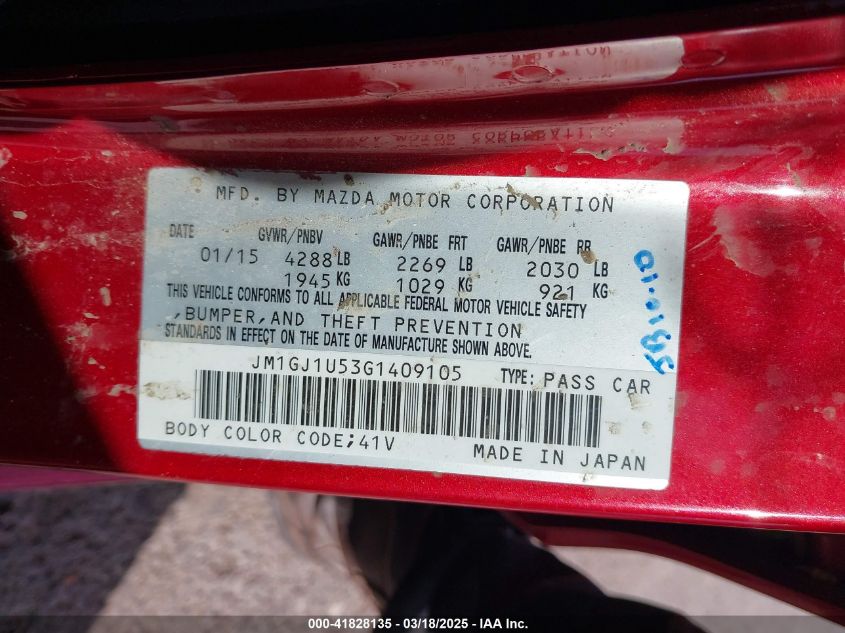 MFD. BY MAZDA MOTOR CORPORATION
DATE GVWR/PNBV GAWR/PNBE FRT GAWR/PNBE RR
01/15 4288 LB 2269 LB 2030 LB
1945 KG 1029 KG 921 KG
THIS VEHICLE CONFORMS TO ALL APPLICABLE FEDERAL MOTOR VEHICLE SAFETY
,BUMPER,AND THEFT PREVENTION
STANDARDS IN EFFECT ON THE DATE OF MANUFACTURE SHOWN ABOVE.
JM1GJ1U53G1409105 TYPE: PASS CAR
BODY COLOR CODE;41V
MADE IN JAPAN
000-41828135 — 03/18/2025 — IAA, Inc.